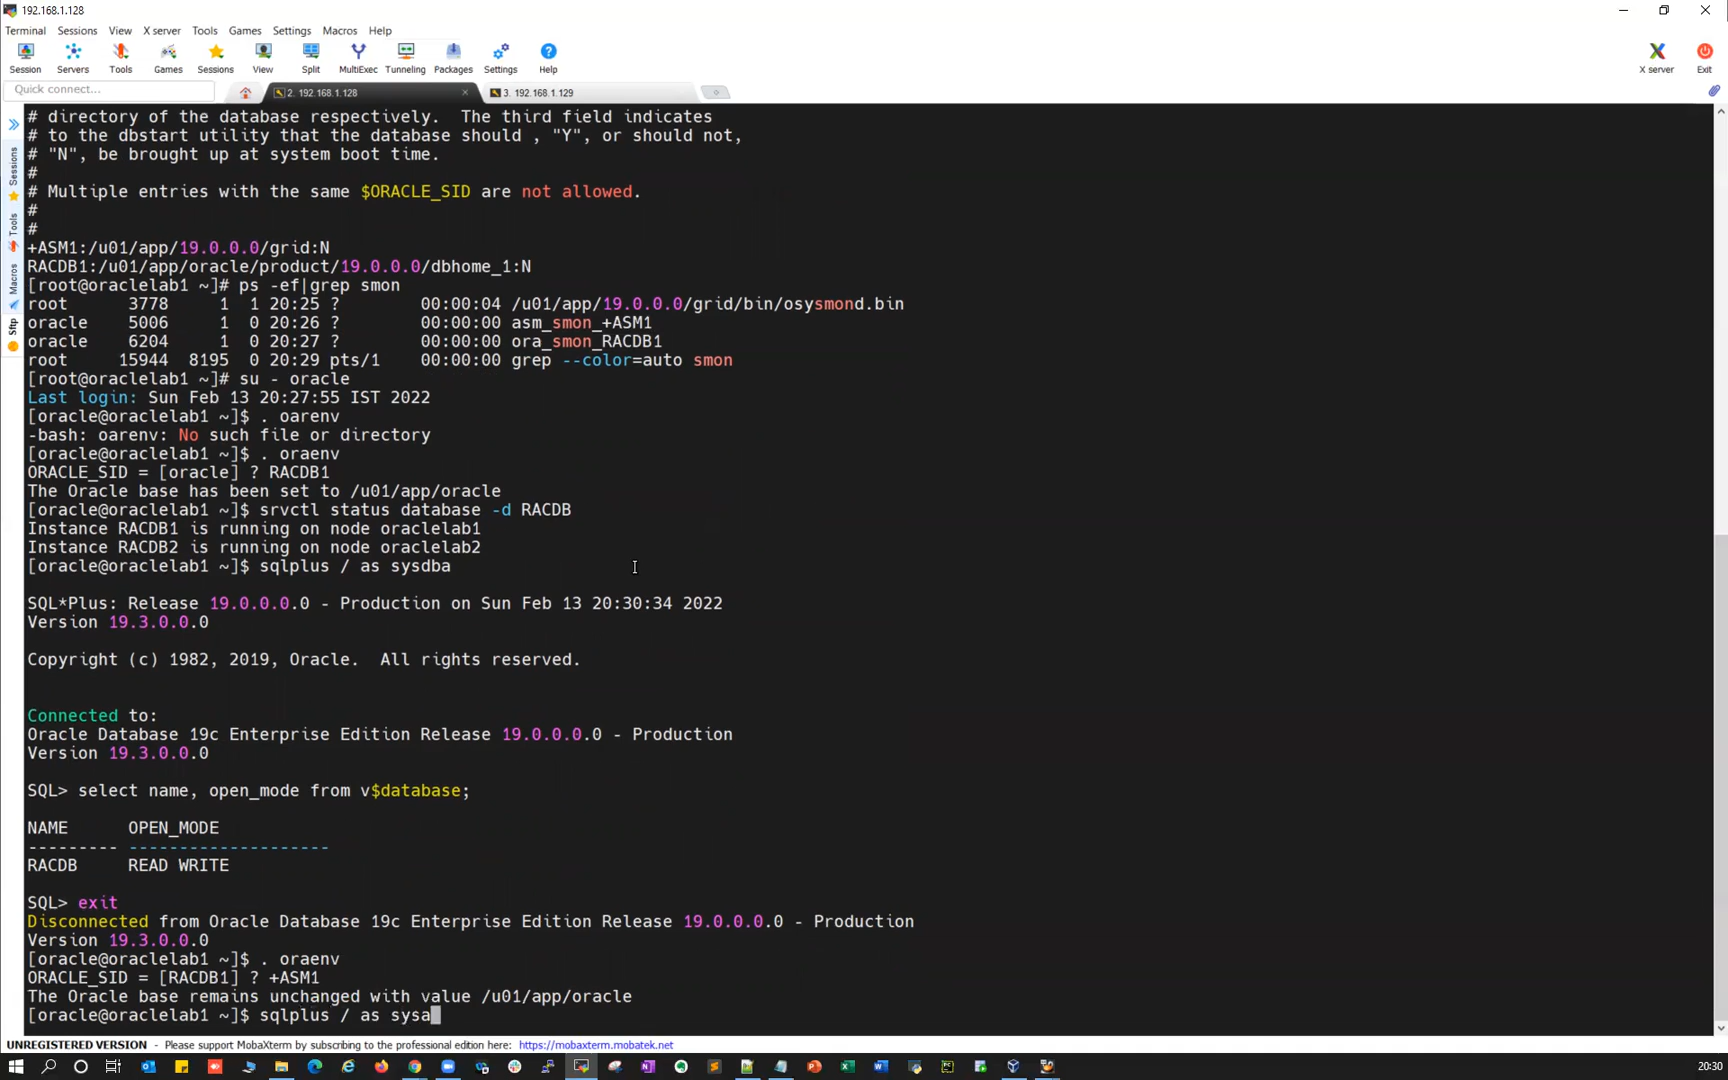 192.168.1.128
Terminal Sessions View X server Tools Games Settings Macros Help
Session Servers Tools Games Sessions View Split MultiExec Tunneling Packages Settings Help X server Exit
Quick connect...
2. 192.168.1.128
3. 192.168.1.129
Sessions
Tools
Macros
Sftp
# directory of the database respectively.  The third field indicates
# to the dbstart utility that the database should , "Y", or should not,
# "N", be brought up at system boot time.
#
# Multiple entries with the same $ORACLE_SID are not allowed.
#
#
+ASM1:/u01/app/19.0.0.0/grid:N
RACDB1:/u01/app/oracle/product/19.0.0.0/dbhome_1:N
[root@oraclelab1 ~]# ps -ef|grep smon
root      3778     1  1 20:25 ?        00:00:04 /u01/app/19.0.0.0/grid/bin/osysmond.bin
oracle    5006     1  0 20:26 ?        00:00:00 asm_smon_+ASM1
oracle    6204     1  0 20:27 ?        00:00:00 ora_smon_RACDB1
root     15944  8195  0 20:29 pts/1    00:00:00 grep --color=auto smon
[root@oraclelab1 ~]# su - oracle
Last login: Sun Feb 13 20:27:55 IST 2022
[oracle@oraclelab1 ~]$ . oarenv
-bash: oarenv: No such file or directory
[oracle@oraclelab1 ~]$ . oraenv
ORACLE_SID = [oracle] ? RACDB1
The Oracle base has been set to /u01/app/oracle
[oracle@oraclelab1 ~]$ srvctl status database -d RACDB
Instance RACDB1 is running on node oraclelab1
Instance RACDB2 is running on node oraclelab2
[oracle@oraclelab1 ~]$ sqlplus / as sysdba
SQL*Plus: Release 19.0.0.0.0 - Production on Sun Feb 13 20:30:34 2022
Version 19.3.0.0.0
Copyright (c) 1982, 2019, Oracle.  All rights reserved.
Connected to:
Oracle Database 19c Enterprise Edition Release 19.0.0.0.0 - Production
Version 19.3.0.0.0
SQL> select name, open_mode from v$database;
NAME      OPEN_MODE
--------- --------------------
RACDB     READ WRITE
SQL> exit
Disconnected from Oracle Database 19c Enterprise Edition Release 19.0.0.0.0 - Production
Version 19.3.0.0.0
[oracle@oraclelab1 ~]$ . oraenv
ORACLE_SID = [RACDB1] ? +ASM1
The Oracle base remains unchanged with value /u01/app/oracle
[oracle@oraclelab1 ~]$ sqlplus / as sysa
UNREGISTERED VERSION - Please support MobaXterm by subscribing to the professional edition here: https://mobaxterm.mobatek.net
20:30